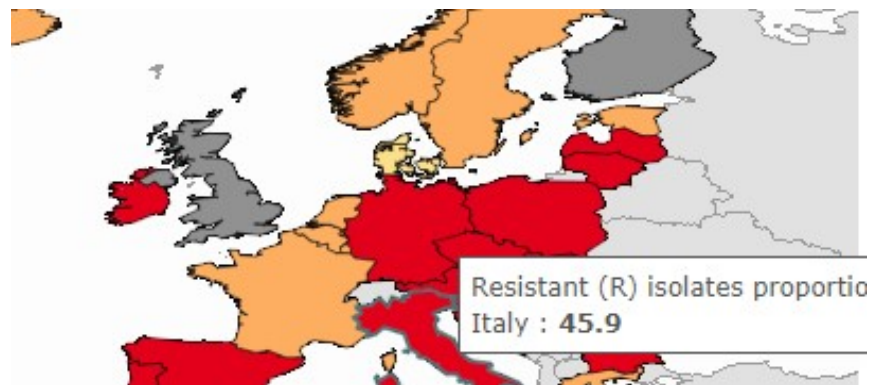 Resistant (R) isolates proportio
Italy : 45.9